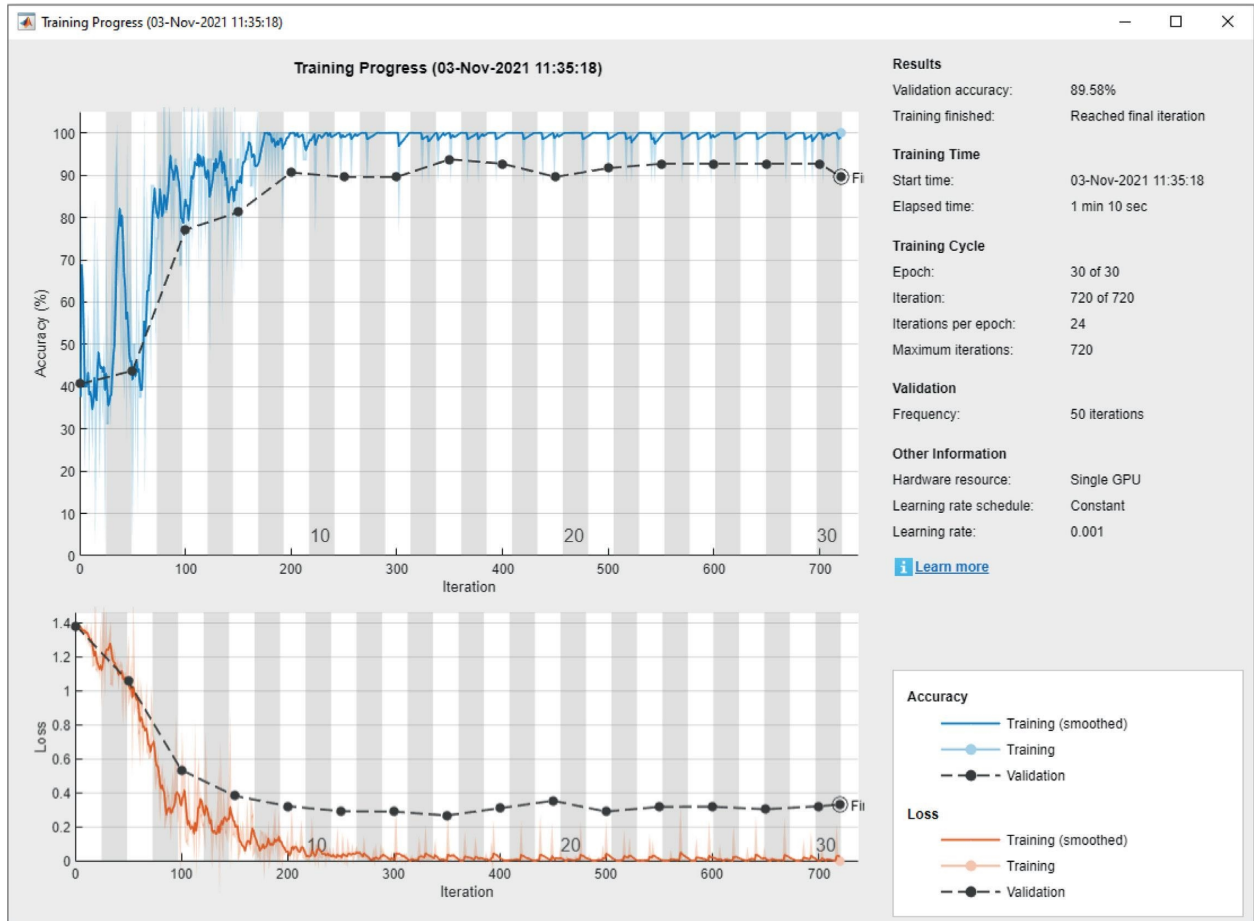 Training Progress (03-Nov-2021 11:35:18)
Training Progress (03-Nov-2021 11:35:18)
Accuracy (%)
100
90
80
70
60
50
40
30
20
10
0
10
20
30
Fi
0 100 200 300 400 500 600 700
Iteration
Loss
1.4
1.2
1
0.8
0.6
0.4
0.2
0
10
20
30
Fi
0 100 200 300 400 500 600 700
Iteration
Results
Validation accuracy: 89.58%
Training finished: Reached final iteration
Training Time
Start time: 03-Nov-2021 11:35:18
Elapsed time: 1 min 10 sec
Training Cycle
Epoch: 30 of 30
Iteration: 720 of 720
Iterations per epoch: 24
Maximum iterations: 720
Validation
Frequency: 50 iterations
Other Information
Hardware resource: Single GPU
Learning rate schedule: Constant
Learning rate: 0.001
i Learn more
Accuracy
Training (smoothed)
Training
Validation
Loss
Training (smoothed)
Training
Validation